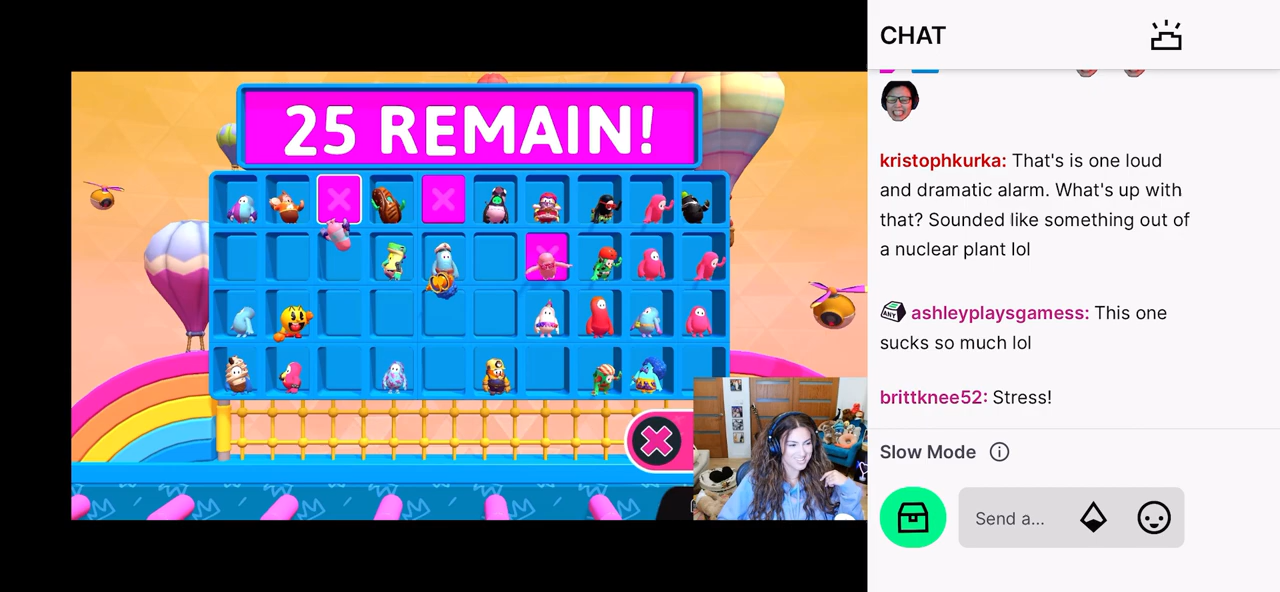 25 REMAIN!
CHAT
kristophkurka: That's is one loud
and dramatic alarm. What's up with
that? Sounded like something out of
a nuclear plant lol
ANY ashleyplaysgamess: This one
sucks so much lol
brittknee52: Stress!
Slow Mode
Send a...